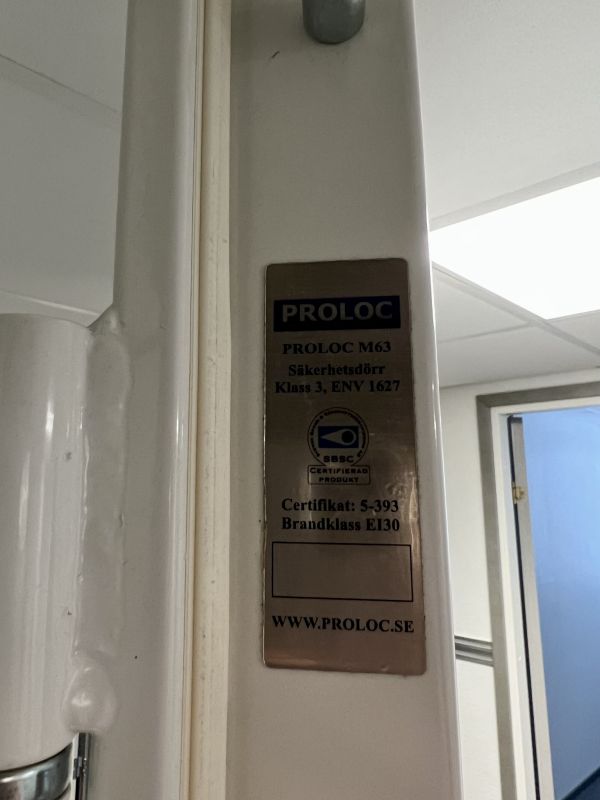 PROLOC
PROLOC M63
Säkerhetsdörr
Klass 3, ENV 1627
SBSC
CERTIFIERAD
PRODUKT
Certifikat: 5-393
Brandklass EI30
WWW.PROLOC.SE